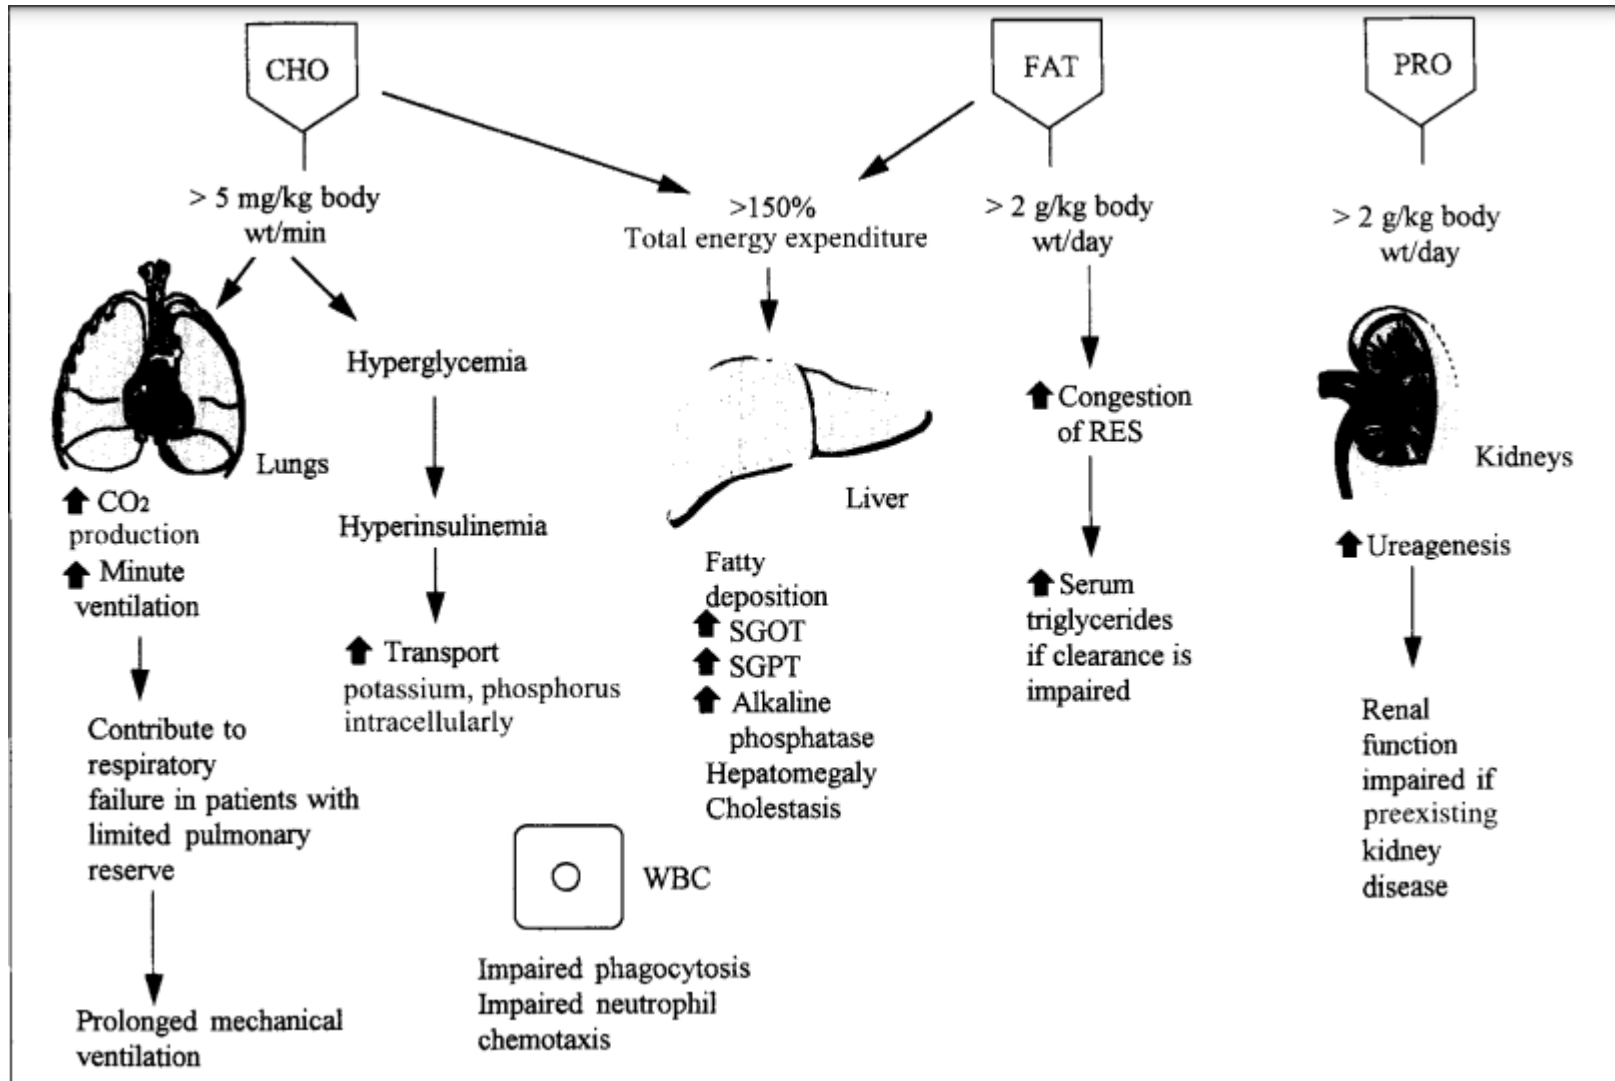 CHO
FAT
PRO
> 5 mg/kg body
wt/min
>150%
Total energy expenditure
> 2 g/kg body
wt/day
> 2 g/kg body
wt/day
Lungs
CO₂
production
Minute
ventilation
Contribute to
respiratory
failure in patients with
limited pulmonary
reserve
Prolonged mechanical
ventilation
Hyperglycemia
Hyperinsulinemia
Transport
potassium, phosphorus
intracellularly
Liver
Fatty
deposition
SGOT
SGPT
Alkaline
phosphatase
Hepatomegaly
Cholestasis
WBC
Impaired phagocytosis
Impaired neutrophil
chemotaxis
Congestion
of RES
Serum
triglycerides
if clearance is
impaired
Kidneys
Ureagenesis
Renal
function
impaired if
preexisting
kidney
disease